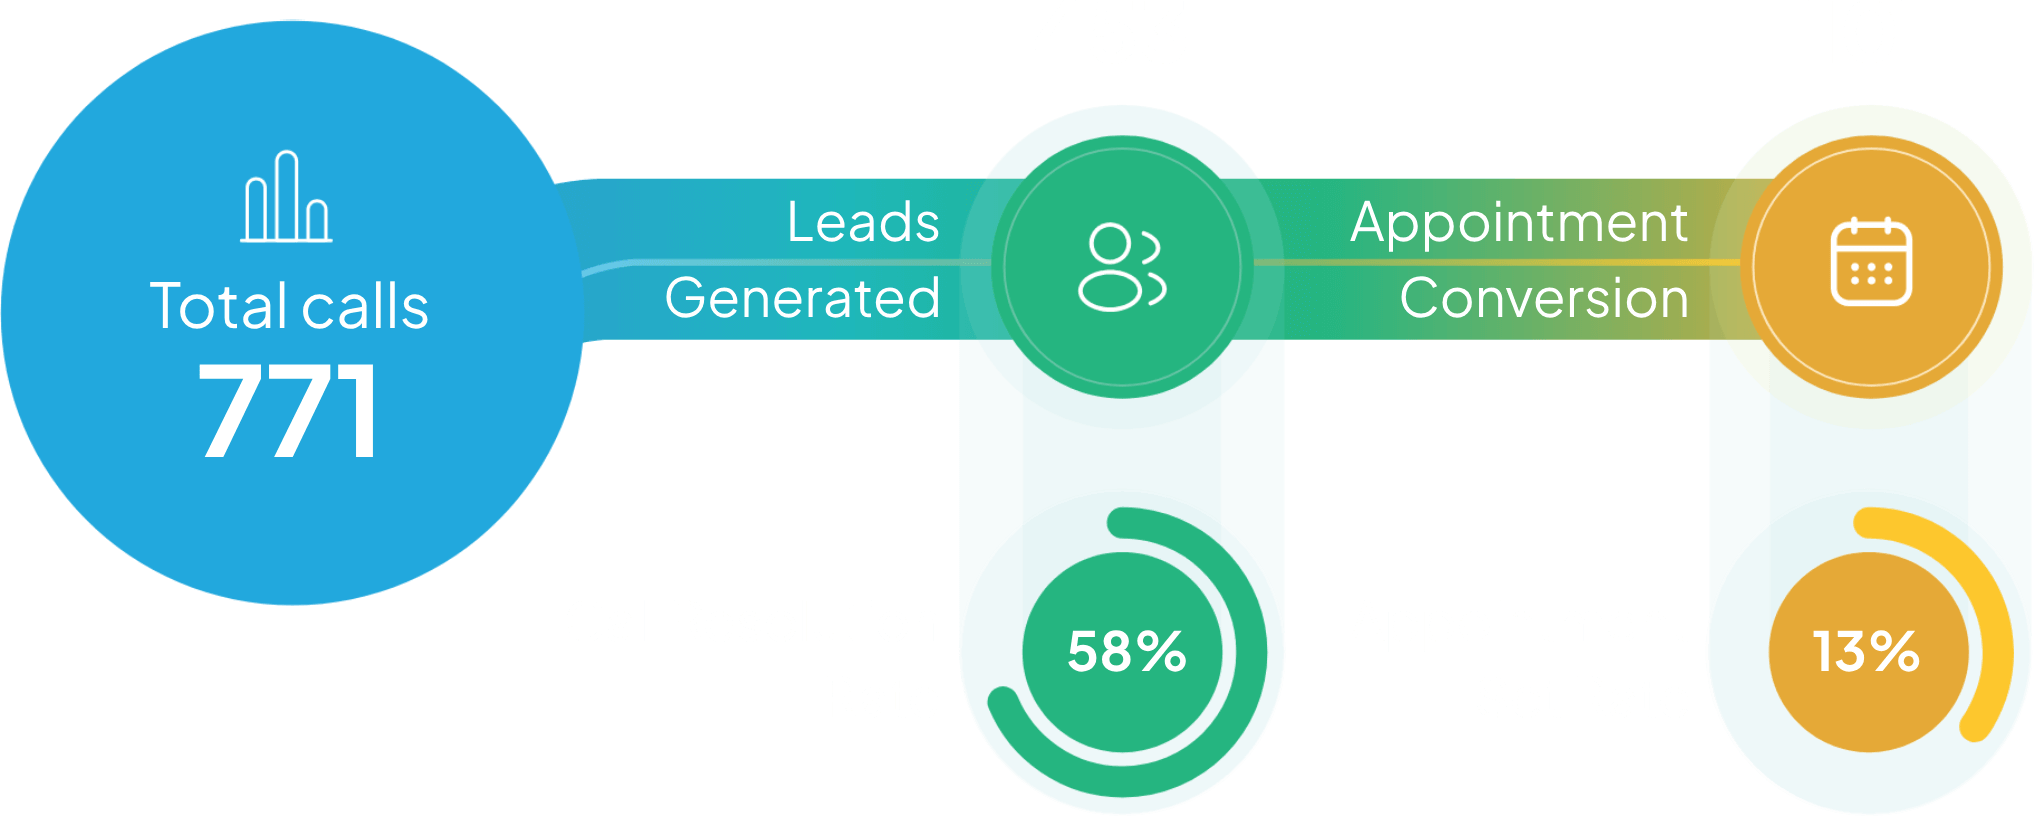 Total calls
771
Leads
Generated
Appointment
Conversion
58%
13%